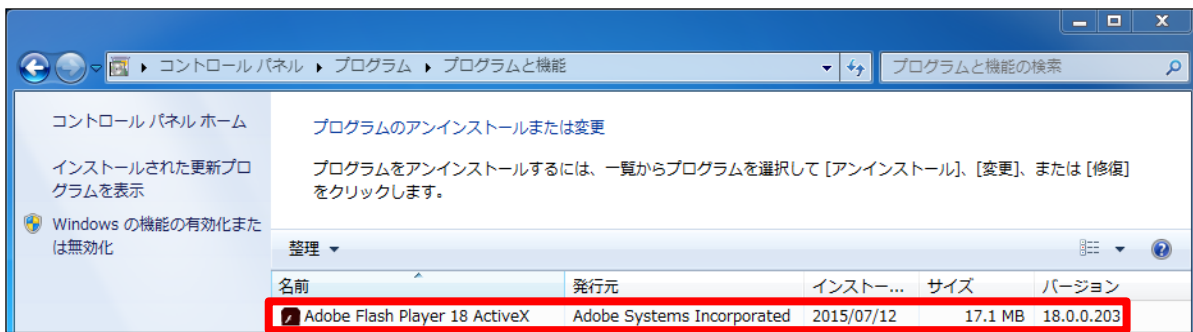 コントロール パネル ▸ プログラム ▸ プログラムと機能
プログラムと機能の検索
コントロール パネル ホーム
インストールされた更新プロ
グラムを表示
Windows の機能の有効化また
は無効化
プログラムのアンインストールまたは変更
プログラムをアンインストールするには、一覧からプログラムを選択して [アンインストール]、[変更]、または [修復]
をクリックします。
整理
名前 発行元 インストー... サイズ バージョン
Adobe Flash Player 18 ActiveX Adobe Systems Incorporated 2015/07/12 17.1 MB 18.0.0.203